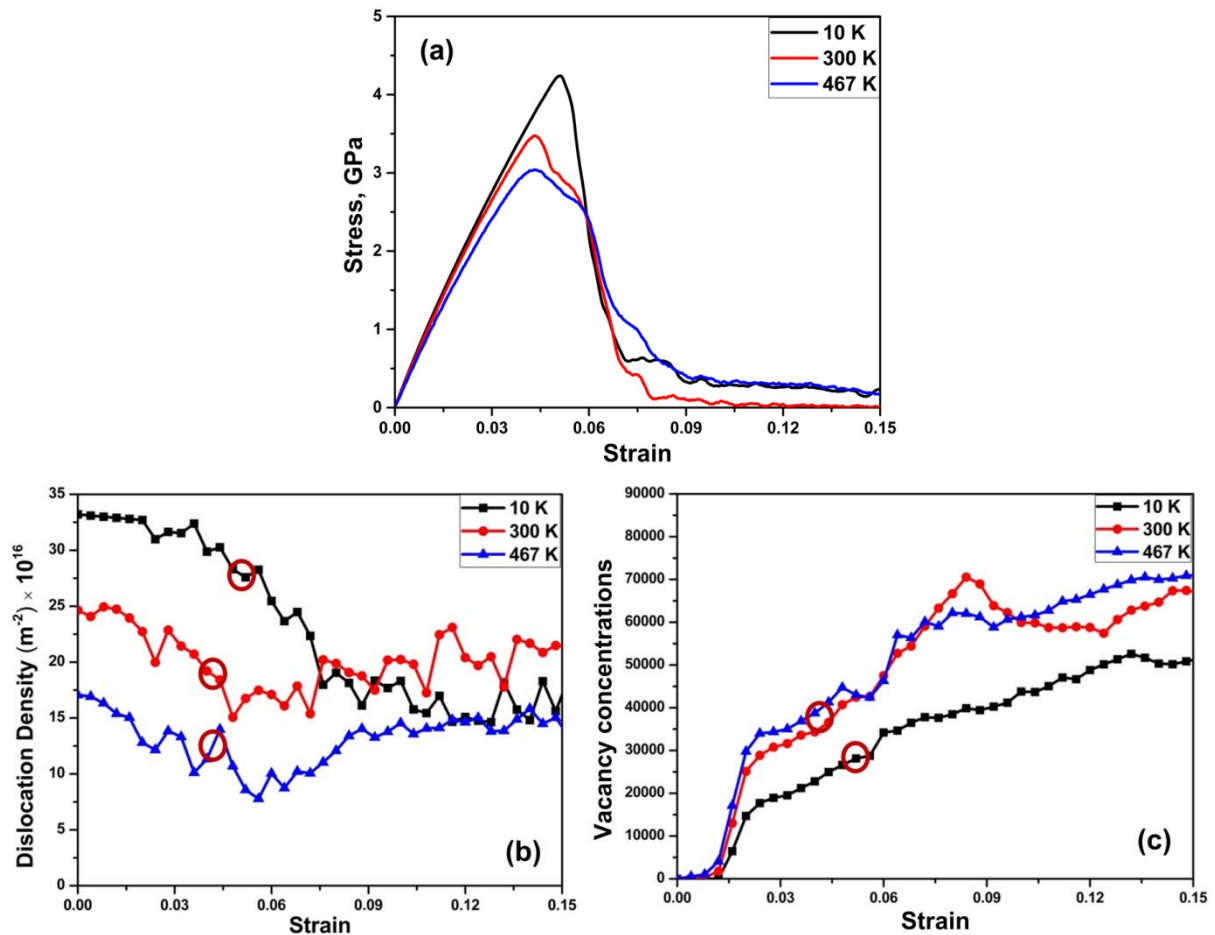 (a)
10 K
300 K
467 K
5
4
3
2
1
0
Stress, GPa
0.00 0.03 0.06 0.09 0.12 0.15
Strain
10 K
300 K
467 K
35
30
25
20
15
10
5
0
Dislocation Density (m⁻²) × 10¹⁶
(b)
0.00 0.03 0.06 0.09 0.12 0.15
Strain
10 K
300 K
467 K
90000
80000
70000
60000
50000
40000
30000
20000
10000
0
Vacancy concentrations
(c)
0.00 0.03 0.06 0.09 0.12 0.15
Strain